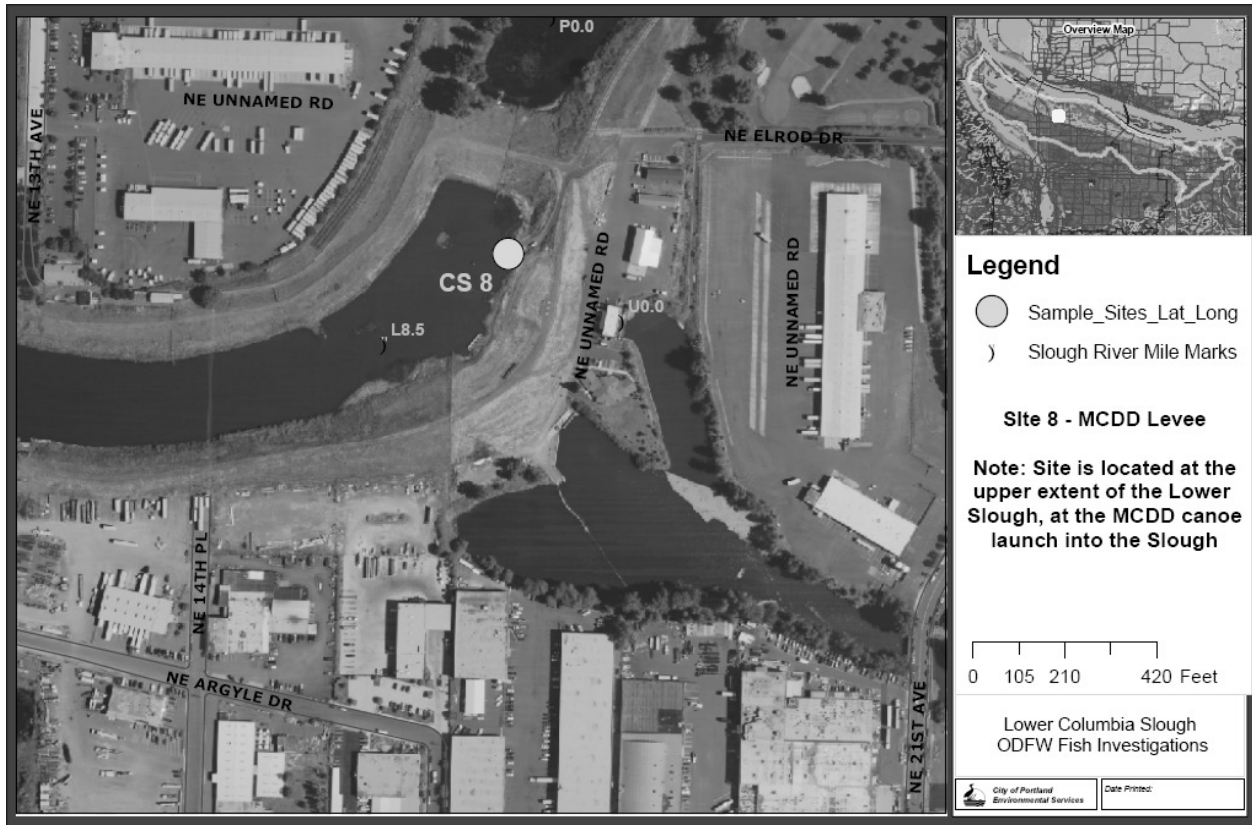 P0.0
NE UNNAMED RD
NE 13TH AVE
NE ELROD DR
NE UNNAMED RD
NE UNNAMED RD
CS 8
U0.0
L8.5
NE 14TH PL
NE ARGYLE DR
NE 21ST AVE
Overview Map
Legend
Sample_Sites_Lat_Long
Slough River Mile Marks
Site 8 - MCDD Levee
Note: Site is located at the
upper extent of the Lower
Slough, at the MCDD canoe
launch into the Slough
0 105 210 420 Feet
Lower Columbia Slough
ODFW Fish Investigations
City of Portland
Environmental Services
Date Printed: